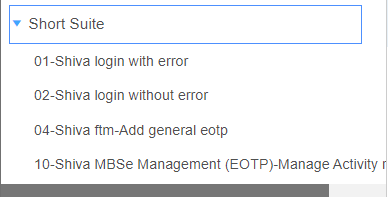 Short Suite
01-Shiva login with error
02-Shiva login without error
04-Shiva ftm-Add general eotp
10-Shiva MBSe Management (EOTP)-Manage Activity